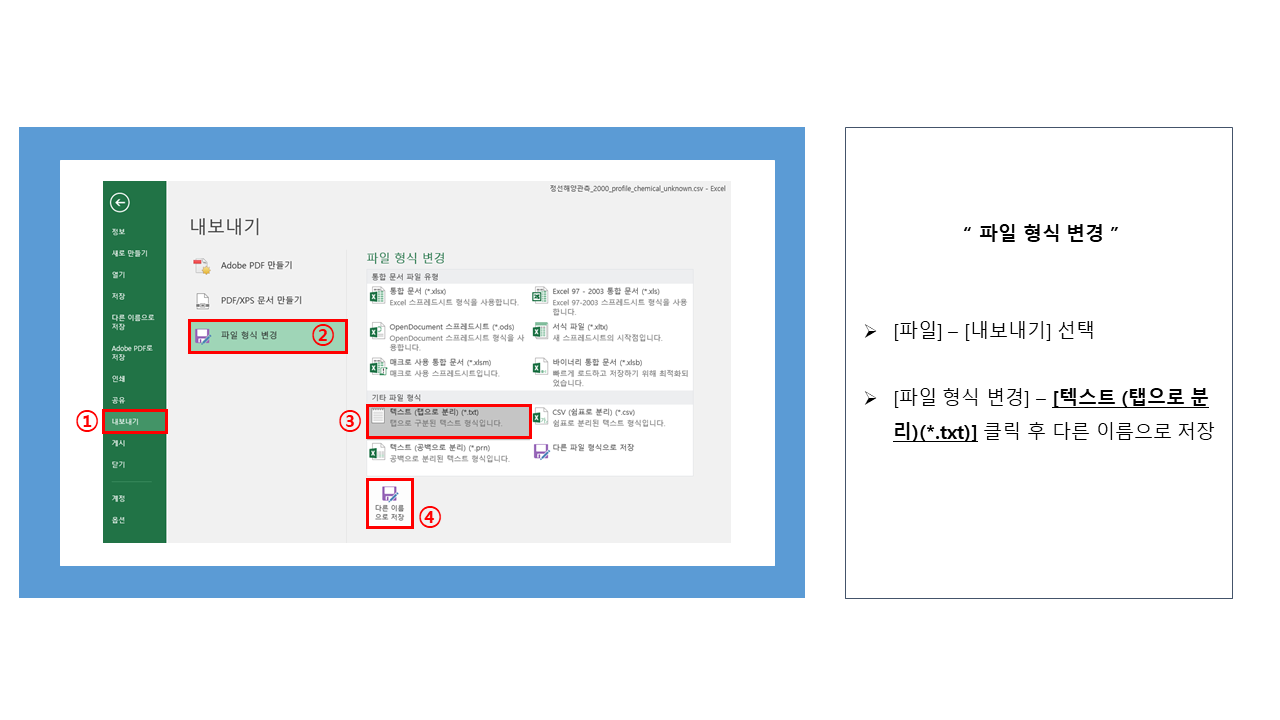 정선해양관측_2000_profile_chemical_unknown.csv - Excel
정보
새로 만들기
열기
저장
다른 이름으로
저장
Adobe PDF로
저장
인쇄
공유
① 내보내기
게시
닫기
계정
옵션
내보내기
Adobe PDF 만들기
PDF/XPS 문서 만들기
파일 형식 변경 ②
파일 형식 변경
통합 문서 파일 유형
통합 문서 (*.xlsx)
Excel 스프레드시트 형식을 사용합니다.
Excel 97 - 2003 통합 문서 (*.xls)
Excel 97-2003 스프레드시트 형식을 사용
합니다.
OpenDocument 스프레드시트 (*.ods)
OpenDocument 스프레드시트 형식을 사
용합니다.
서식 파일 (*.xltx)
새 스프레드시트의 시작점입니다.
매크로 사용 통합 문서 (*.xlsm)
매크로 사용 스프레드시트입니다.
바이너리 통합 문서 (*.xlsb)
빠르게 로드하고 저장하기 위해 최적화되
었습니다.
기타 파일 형식
③ 텍스트 (탭으로 분리) (*.txt)
탭으로 구분된 텍스트 형식입니다.
CSV (쉼표로 분리) (*.csv)
쉼표로 분리된 텍스트 형식입니다.
텍스트 (공백으로 분리) (*.prn)
공백으로 분리된 텍스트 형식입니다.
다른 파일 형식으로 저장
다른 이름
으로 저장
④
“ 파일 형식 변경 ”
➢ [파일] – [내보내기] 선택
➢ [파일 형식 변경] – [텍스트 (탭으로 분
리)(*.txt)] 클릭 후 다른 이름으로 저장